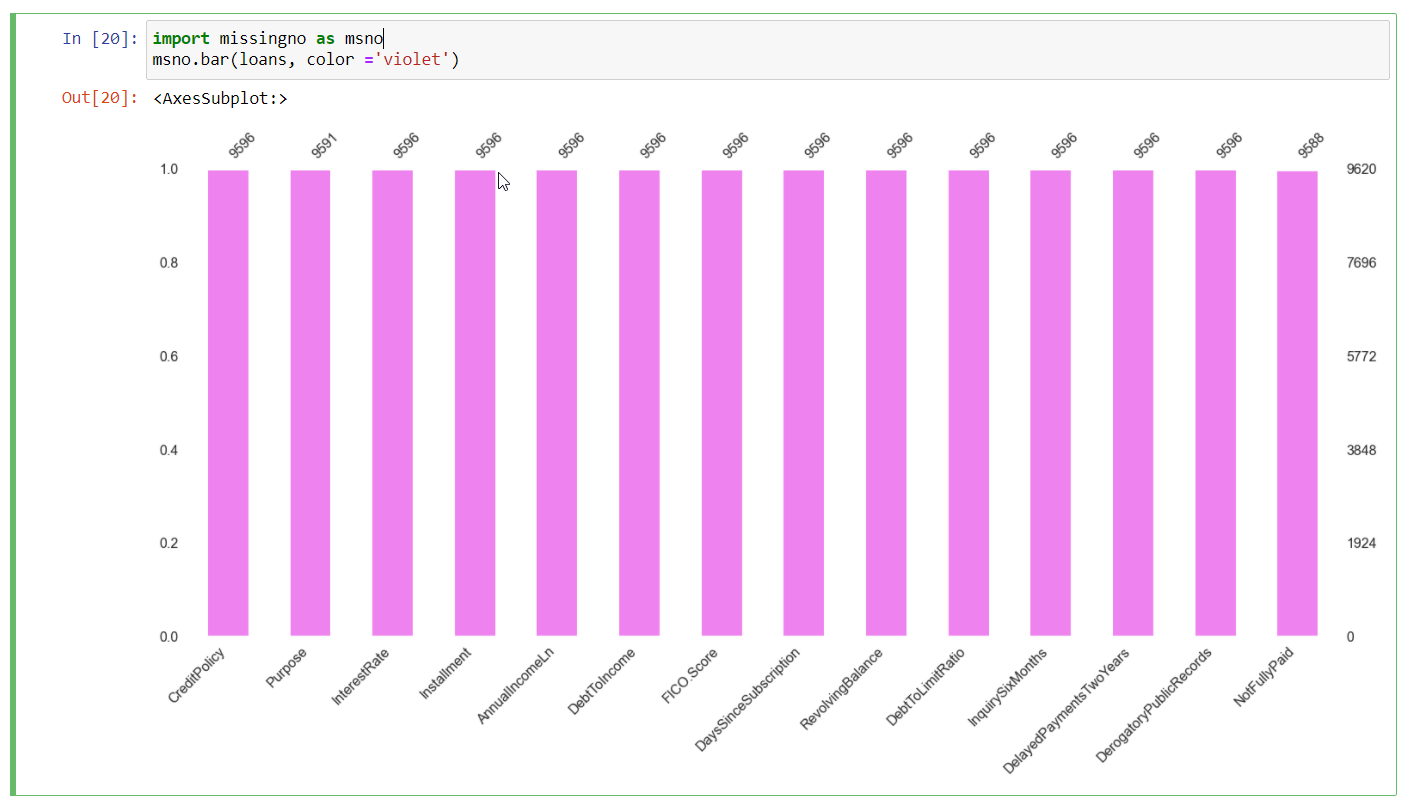 In [20]: import missingno as msno
msno.bar(loans, color ='violet')
Out[20]: <AxesSubplot:>
9596 9591 9596 9596 9596 9596 9596 9596 9596 9596 9596 9596 9596 9588
1.0 9620
0.8 7696
0.6 5772
0.4 3848
0.2 1924
0.0 0
CreditPolicy Purpose InterestRate Installment AnnualIncomeLn DebtToIncome FICO.Score DaysSinceSubscription RevolvingBalance DebtToLimitRatio InquirySixMonths DelayedPaymentsTwoYears DerogatoryPublicRecords NotFullyPaid